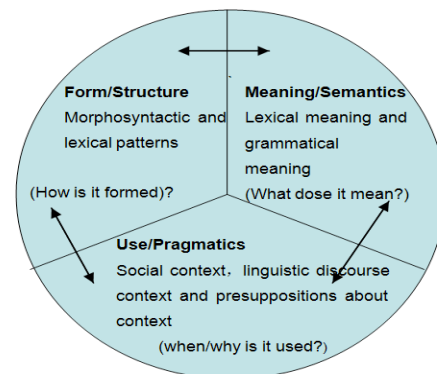 Form/Structure
Morphosyntactic and
lexical patterns
(How is it formed)?
Meaning/Semantics
Lexical meaning and
grammatical
meaning
(What dose it mean?)
Use/Pragmatics
Social context, linguistic discourse
context and presuppositions about
context
(when/why is it used?)